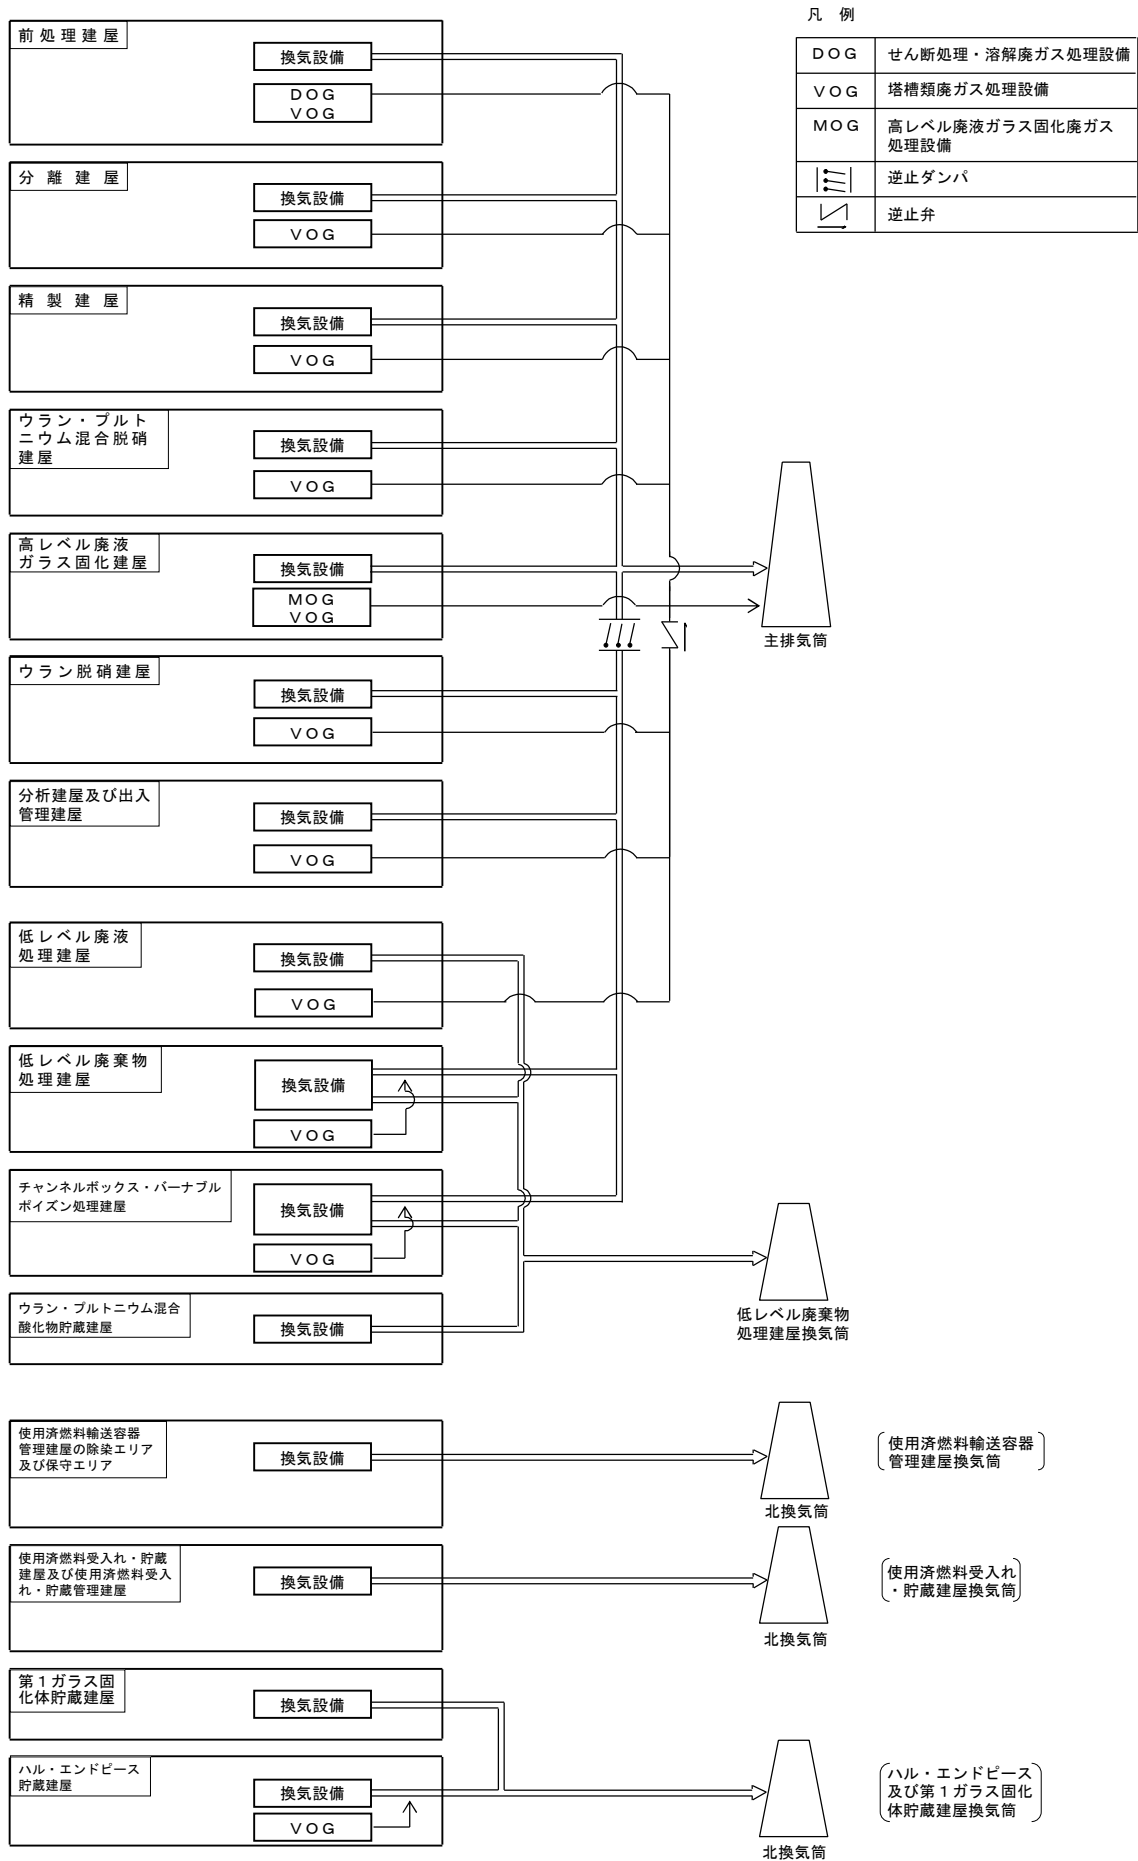 凡 例
DOG せん断処理・溶解廃ガス処理設備
VOG 塔槽類廃ガス処理設備
MOG 高レベル廃液ガラス固化廃ガス
処理設備
逆止ダンパ
逆止弁
前処理建屋
換気設備
DOG
VOG
分離建屋
換気設備
VOG
精製建屋
換気設備
VOG
ウラン・プルト
ニウム混合脱硝
建屋
換気設備
VOG
高レベル廃液
ガラス固化建屋
換気設備
MOG
VOG
主排気筒
ウラン脱硝建屋
換気設備
VOG
分析建屋及び出入
管理建屋
換気設備
VOG
低レベル廃液
処理建屋
換気設備
VOG
低レベル廃棄物
処理建屋
換気設備
VOG
チャンネルボックス・バーナブル
ポイズン処理建屋
換気設備
VOG
低レベル廃棄物
処理建屋換気筒
ウラン・プルトニウム混合
酸化物貯蔵建屋
換気設備
使用済燃料輸送容器
管理建屋の除染エリア
及び保守エリア
換気設備
北換気筒
使用済燃料輸送容器
管理建屋換気筒
使用済燃料受入れ・貯蔵
建屋及び使用済燃料受入
れ・貯蔵管理建屋
換気設備
北換気筒
使用済燃料受入れ
・貯蔵建屋換気筒
第1ガラス固
化体貯蔵建屋
換気設備
ハル・エンドピース
貯蔵建屋
換気設備
VOG
北換気筒
ハル・エンドピース
及び第1ガラス固化
体貯蔵建屋換気筒